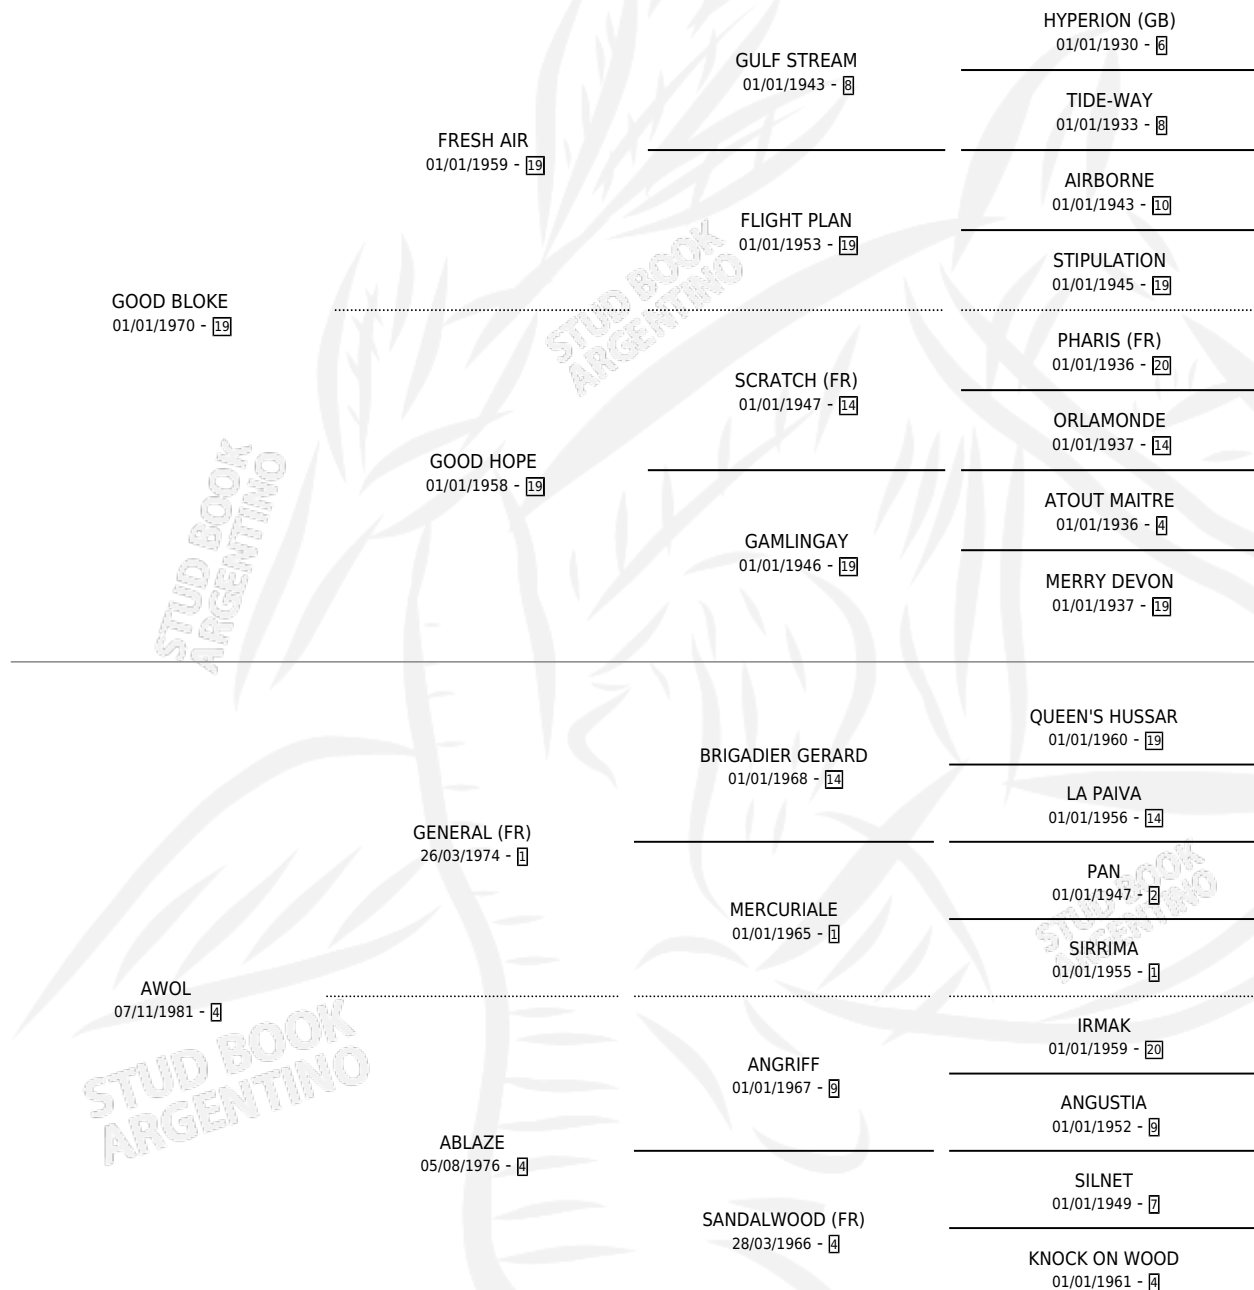 HYPERION (GB)
01/01/1930 - 6
GULF STREAM
01/01/1943 - 8
TIDE-WAY
01/01/1933 - 8
FRESH AIR
01/01/1959 - 19
AIRBORNE
01/01/1943 - 10
FLIGHT PLAN
01/01/1953 - 19
STIPULATION
01/01/1945 - 19
GOOD BLOKE
01/01/1970 - 19
PHARIS (FR)
01/01/1936 - 20
SCRATCH (FR)
01/01/1947 - 14
ORLAMONDE
01/01/1937 - 14
GOOD HOPE
01/01/1958 - 19
ATOUT MAITRE
01/01/1936 - 4
GAMLINGAY
01/01/1946 - 19
MERRY DEVON
01/01/1937 - 19
QUEEN'S HUSSAR
01/01/1960 - 19
BRIGADIER GERARD
01/01/1968 - 14
LA PAIVA
01/01/1956 - 14
GENERAL (FR)
26/03/1974 - 1
PAN
01/01/1947 - 2
MERCURIALE
01/01/1965 - 1
SIRRIMA
01/01/1955 - 1
AWOL
07/11/1981 - 4
IRMAK
01/01/1959 - 20
ANGRIFF
01/01/1967 - 9
ANGUSTIA
01/01/1952 - 9
ABLAZE
05/08/1976 - 4
SILNET
01/01/1949 - 7
SANDALWOOD (FR)
28/03/1966 - 4
KNOCK ON WOOD
01/01/1961 - 4
STUD BOOK
ARGENTINO
STUD BOOK
ARGENTINO
STUD BOOK
ARGENTINO
STUD BOOK
ARGENTINO